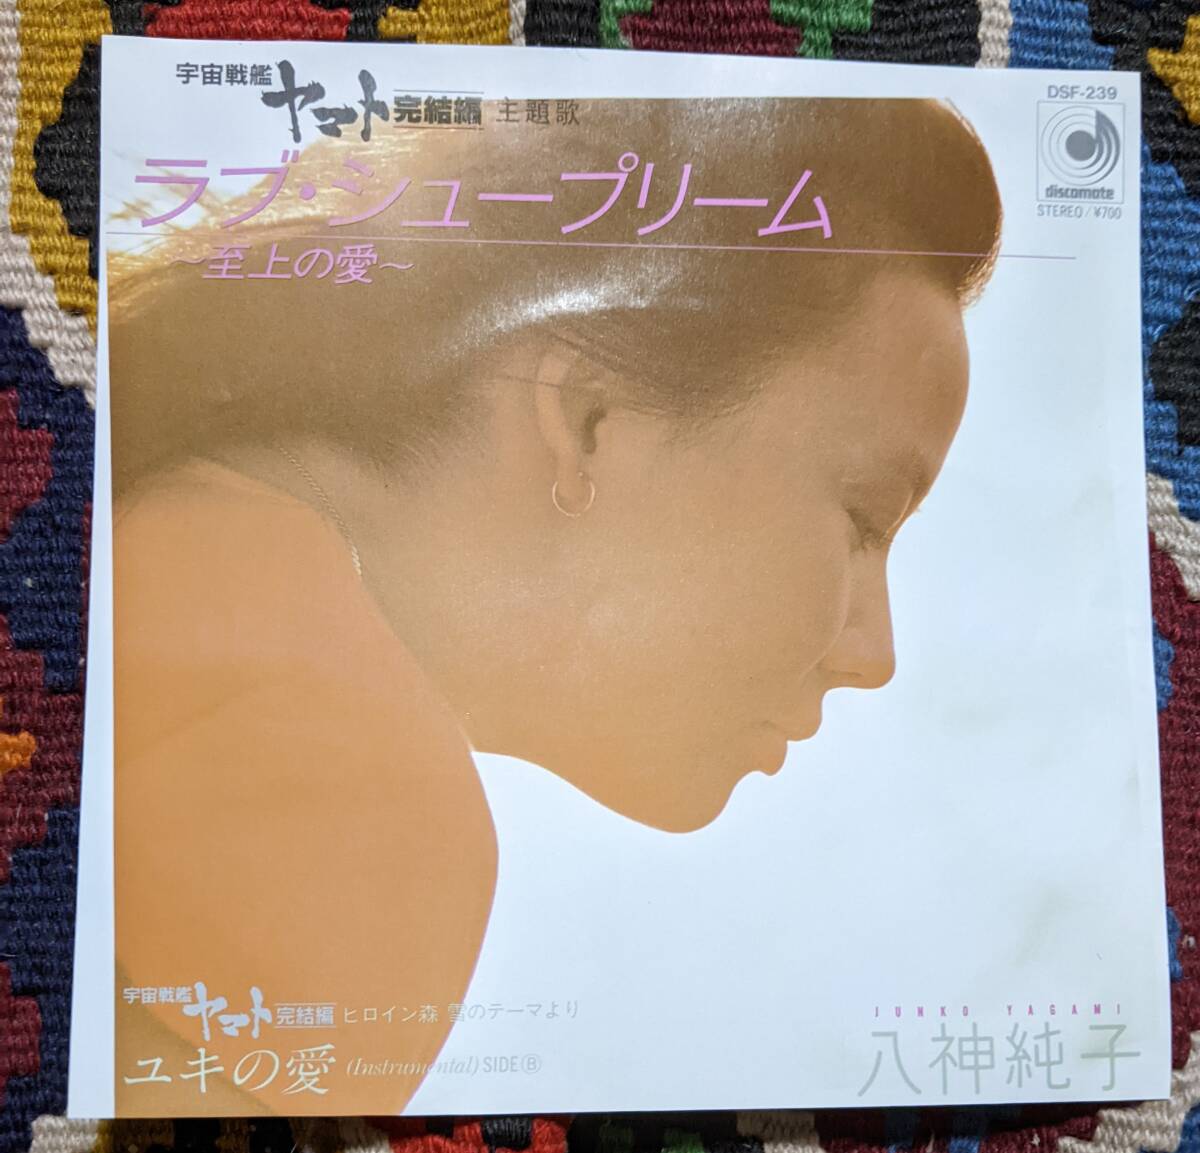 宇宙戦艦
ヤマト 完結編 主題歌
ラブ・シュープリーム
～至上の愛～
DSF-239
discomate
STEREO/¥700
宇宙戦艦
ヤマト 完結編 ヒロイン森 雪のテーマより
ユキの愛 (Instrumental) SIDE Ⓑ
JUNKO YAGAMI
八神純子